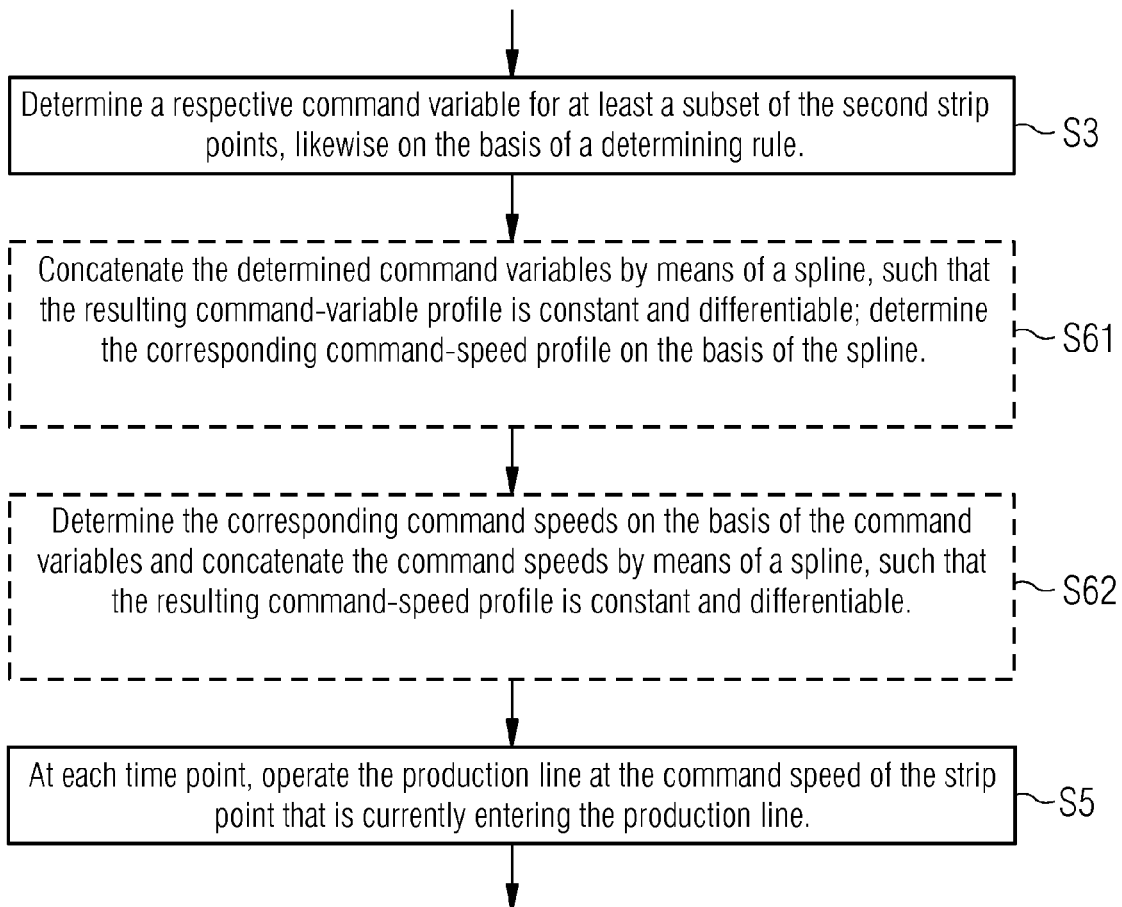 Determine a respective command variable for at least a subset of the second strip
points, likewise on the basis of a determining rule.
S3
Concatenate the determined command variables by means of a spline, such that
the resulting command-variable profile is constant and differentiable; determine
the corresponding command-speed profile on the basis of the spline.
S61
Determine the corresponding command speeds on the basis of the command
variables and concatenate the command speeds by means of a spline, such that
the resulting command-speed profile is constant and differentiable.
S62
At each time point, operate the production line at the command speed of the strip
point that is currently entering the production line.
S5